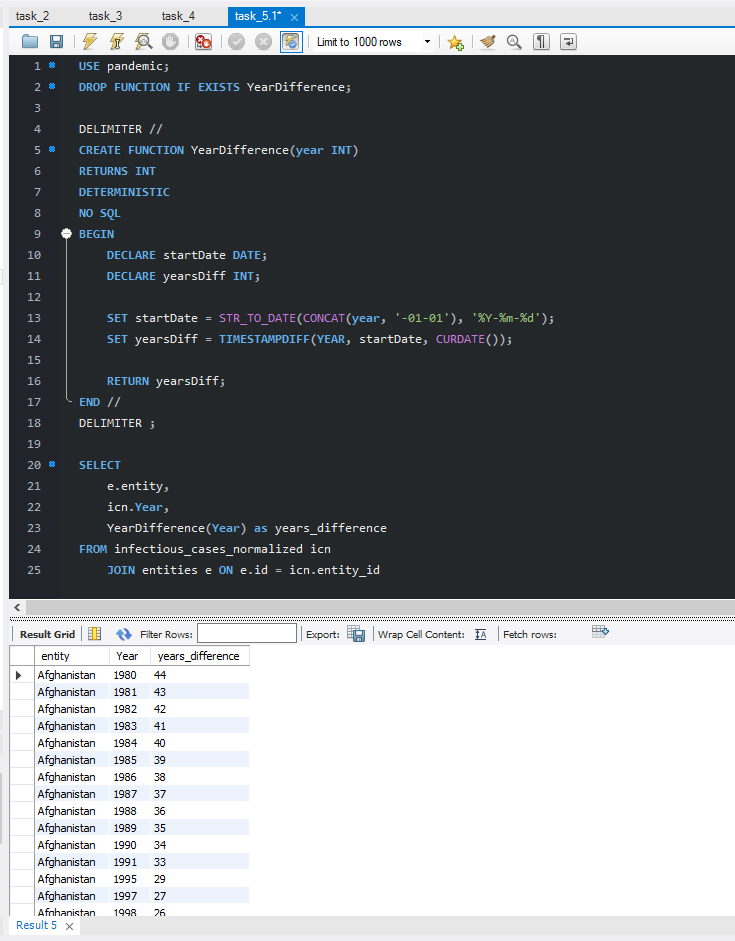 task_2 task_3 task_4 task_5.1* ×
Limit to 1000 rows
1 USE pandemic;
2 DROP FUNCTION IF EXISTS YearDifference;
3
4 DELIMITER //
5 CREATE FUNCTION YearDifference(year INT)
6 RETURNS INT
7 DETERMINISTIC
8 NO SQL
9 BEGIN
10 DECLARE startDate DATE;
11 DECLARE yearsDiff INT;
12
13 SET startDate = STR_TO_DATE(CONCAT(year, '-01-01'), '%Y-%m-%d');
14 SET yearsDiff = TIMESTAMPDIFF(YEAR, startDate, CURDATE());
15
16 RETURN yearsDiff;
17 END //
18 DELIMITER ;
19
20 SELECT
21 e.entity,
22 icn.Year,
23 YearDifference(Year) as years_difference
24 FROM infectious_cases_normalized icn
25 JOIN entities e ON e.id = icn.entity_id
Result Grid Filter Rows: Export: Wrap Cell Content: IA Fetch rows:
entity Year years_difference
Afghanistan 1980 44
Afghanistan 1981 43
Afghanistan 1982 42
Afghanistan 1983 41
Afghanistan 1984 40
Afghanistan 1985 39
Afghanistan 1986 38
Afghanistan 1987 37
Afghanistan 1988 36
Afghanistan 1989 35
Afghanistan 1990 34
Afghanistan 1991 33
Afghanistan 1995 29
Afghanistan 1997 27
Afghanistan 1998 26
Result 5 ×